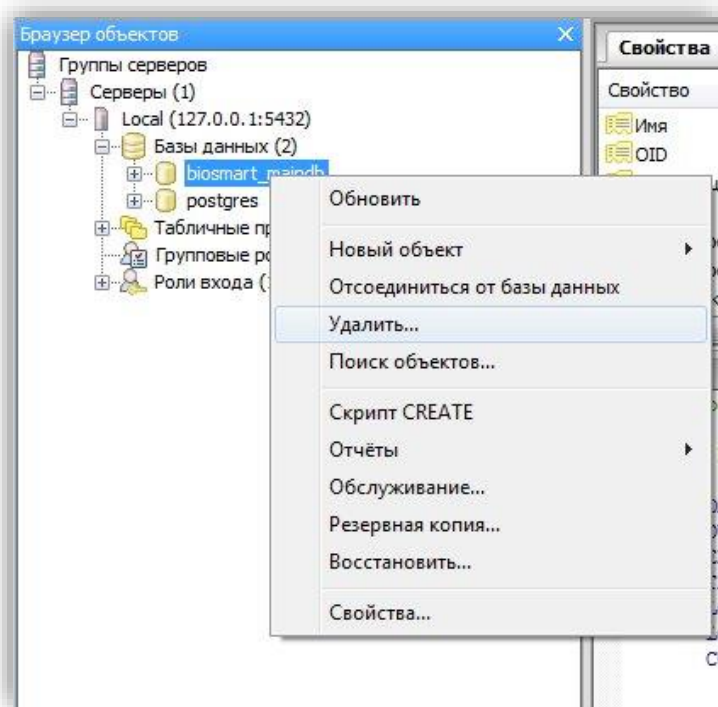 Браузер объектов
Группы серверов
Серверы (1)
Local (127.0.0.1:5432)
Базы данных (2)
biosmart_maindb
postgres
Табличные
Групповые
Роли входа
Обновить
Новый объект
Отсоединиться от базы данных
Удалить...
Поиск объектов...
Скрипт CREATE
Отчёты
Обслуживание...
Резервная копия...
Восстановить...
Свойства...
Свойства
Свойство
Имя
OID